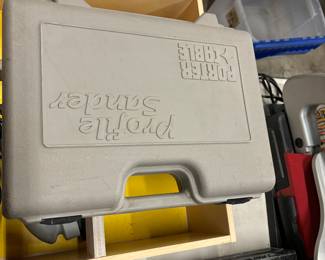 PORTER
CABLE
Profile
Sander